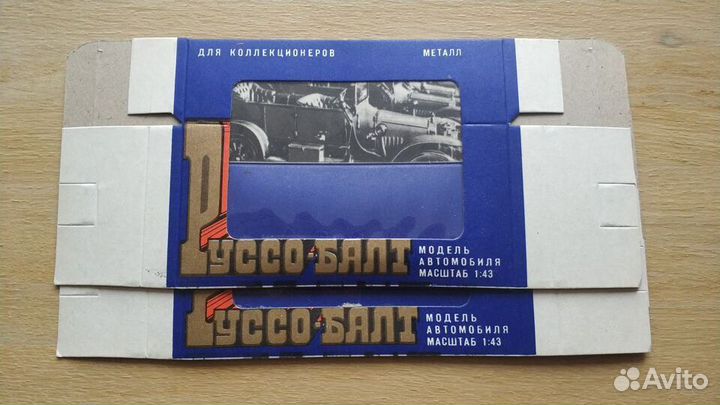 ДЛЯ КОЛЛЕКЦИОНЕРОВ МЕТАЛЛ
РУССО-БАЛТ
МОДЕЛЬ
АВТОМОБИЛЯ
МАСШТАБ 1:43
РУССО-БАЛТ
МОДЕЛЬ
АВТОМОБИЛЯ
МАСШТАБ 1:43
Avito